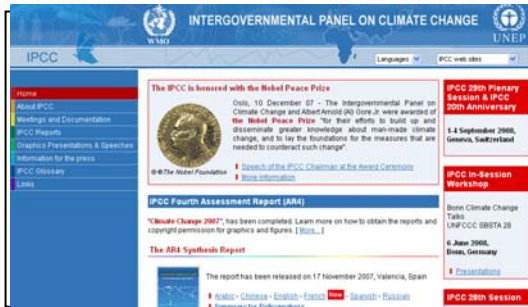 INTERGOVERNMENTAL PANEL ON CLIMATE CHANGE
WMO
UNEP
IPCC
Languages
IPCC web sites
Home
About IPCC
Meetings and Documentation
IPCC Reports
Graphics Presentations & Speeches
Information for the press
IPCC Glossary
Links
The IPCC is honored with the Nobel Peace Prize
Oslo, 10 December 07 - The Intergovernmental Panel on
Climate Change and Albert Arnold (Al) Gore Jr. were awarded of
the Nobel Peace Prize "for their efforts to build up and
disseminate greater knowledge about man-made climate
change, and to lay the foundations for the measures that are
needed to counteract such change".
©®The Nobel Foundation
Speech of the IPCC Chairman at the Award Ceremony
More Information
IPCC Fourth Assessment Report (AR4)
"Climate Change 2007", has been completed. Learn more on how to obtain the reports and
copyright permission for graphics and figures. [ More... ]
The AR4 Synthesis Report
The report has been released on 17 November 2007, Valencia, Spain
Arabic - Chinese - English - French New - Spanish - Russian
Summary for Policymakers
IPCC 29th Plenary
Session & IPCC
20th Anniversary
1-4 September 2008,
Geneva, Switzerland
IPCC In-Session
Workshop
Bonn Climate Change
Talks
UNFCCC SBSTA 28
6 June 2008,
Bonn, Germany
Presentations
IPCC 28th Session